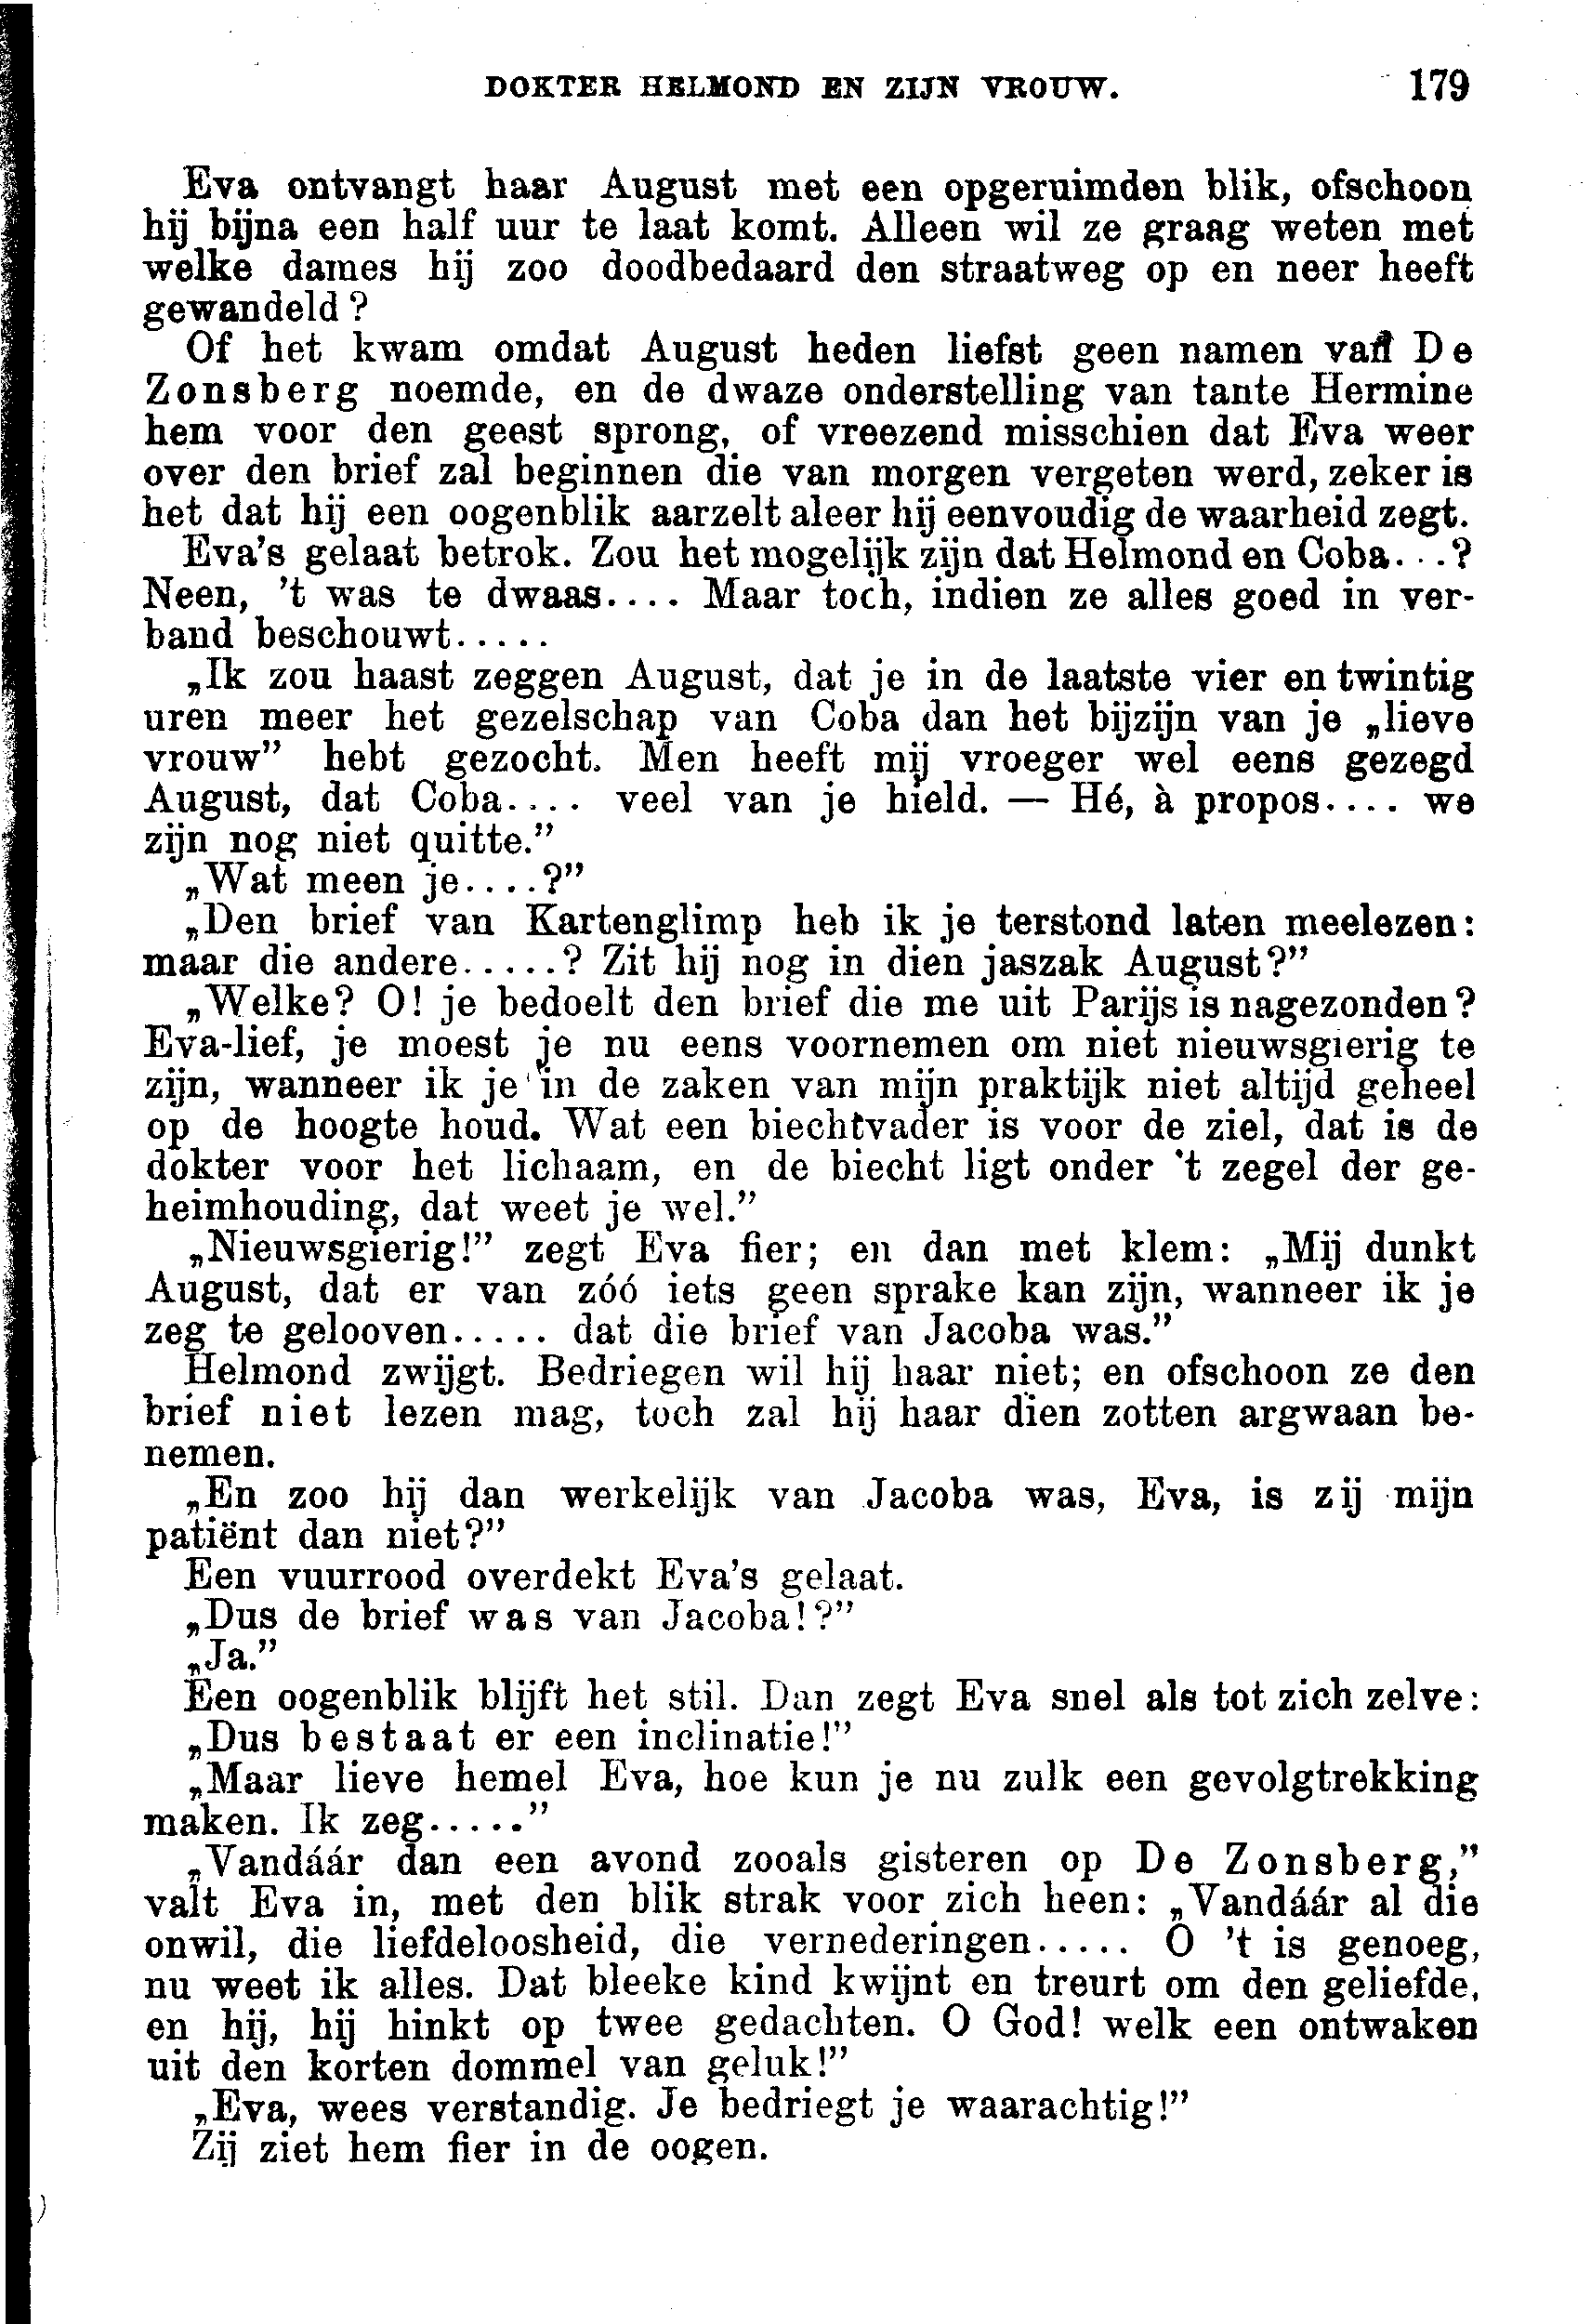 DOKTER HELMOND EN ZIJN VROUW. 179
Eva ontvangt haar August met een opgeruimden blik, ofschoon
hij bijna een half uur te laat komt. Alleen wil ze graag weten met
welke dames hij zoo doodbedaard den straatweg op en neer heeft
gewandeld?
Of het kwam omdat August heden liefst geen namen van De
Zonsberg noemde, en de dwaze onderstelling van tante Hermine
hem voor den geest sprong, of vreezend misschien dat Eva weer
over den brief zal beginnen die van morgen vergeten werd, zeker is
het dat hij een oogenblik aarzelt aleer hij eenvoudig de waarheid zegt.
Eva's gelaat betrok. Zou het mogelijk zijn dat Helmond en Coba...?
Neen, 't was te dwaas.... Maar toch, indien ze alles goed in ver-
band beschouwt.....
„Ik zou haast zeggen August, dat je in de laatste vier en twintig
uren meer het gezelschap van Coba dan het bijzijn van je „lieve
vrouw” hebt gezocht. Men heeft mij vroeger wel eens gezegd
August, dat Coba.... veel van je hield. — Hé, à propos.... we
zijn nog niet quitte.”
„Wat meen je....?”
„Den brief van Kartenglimp heb ik je terstond laten meelezen:
maar die andere.....? Zit hij nog in dien jaszak August?”
„Welke? O! je bedoelt den brief die me uit Parijs is nagezonden?
Eva-lief, je moest je nu eens voornemen om niet nieuwsgierig te
zijn, wanneer ik je in de zaken van mijn praktijk niet altijd geheel
op de hoogte houd. Wat een biechtvader is voor de ziel, dat is de
dokter voor het lichaam, en de biecht ligt onder 't zegel der ge-
heimhouding, dat weet je wel.”
„Nieuwsgierig!” zegt Eva fier; en dan met klem: „Mij dunkt
August, dat er van zóó iets geen sprake kan zijn, wanneer ik je
zeg te gelooven..... dat die brief van Jacoba was.”
Helmond zwijgt. Bedriegen wil hij haar niet; en ofschoon ze den
brief niet lezen mag, toch zal hij haar dien zotten argwaan be-
nemen.
„En zoo hij dan werkelijk van Jacoba was, Eva, is zij mijn
patiënt dan niet?”
Een vuurrood overdekt Eva's gelaat.
„Dus de brief was van Jacoba!?”
„Ja.”
Een oogenblik blijft het stil. Dan zegt Eva snel als tot zich zelve:
„Dus bestaat er een inclinatie!”
„Maar lieve hemel Eva, hoe kun je nu zulk een gevolgtrekking
maken. Ik zeg.....”
„Vandáár dan een avond zooals gisteren op De Zonsberg,”
valt Eva in, met den blik strak voor zich heen: „Vandáár al die
onwil, die liefdeloosheid, die vernederingen..... O 't is genoeg,
nu weet ik alles. Dat bleeke kind kwijnt en treurt om den geliefde,
en hij, hij hinkt op twee gedachten. O God! welk een ontwaken
uit den korten dommel van geluk!”
„Eva, wees verstandig. Je bedriegt je waarachtig!”
Zij ziet hem fier in de oogen.